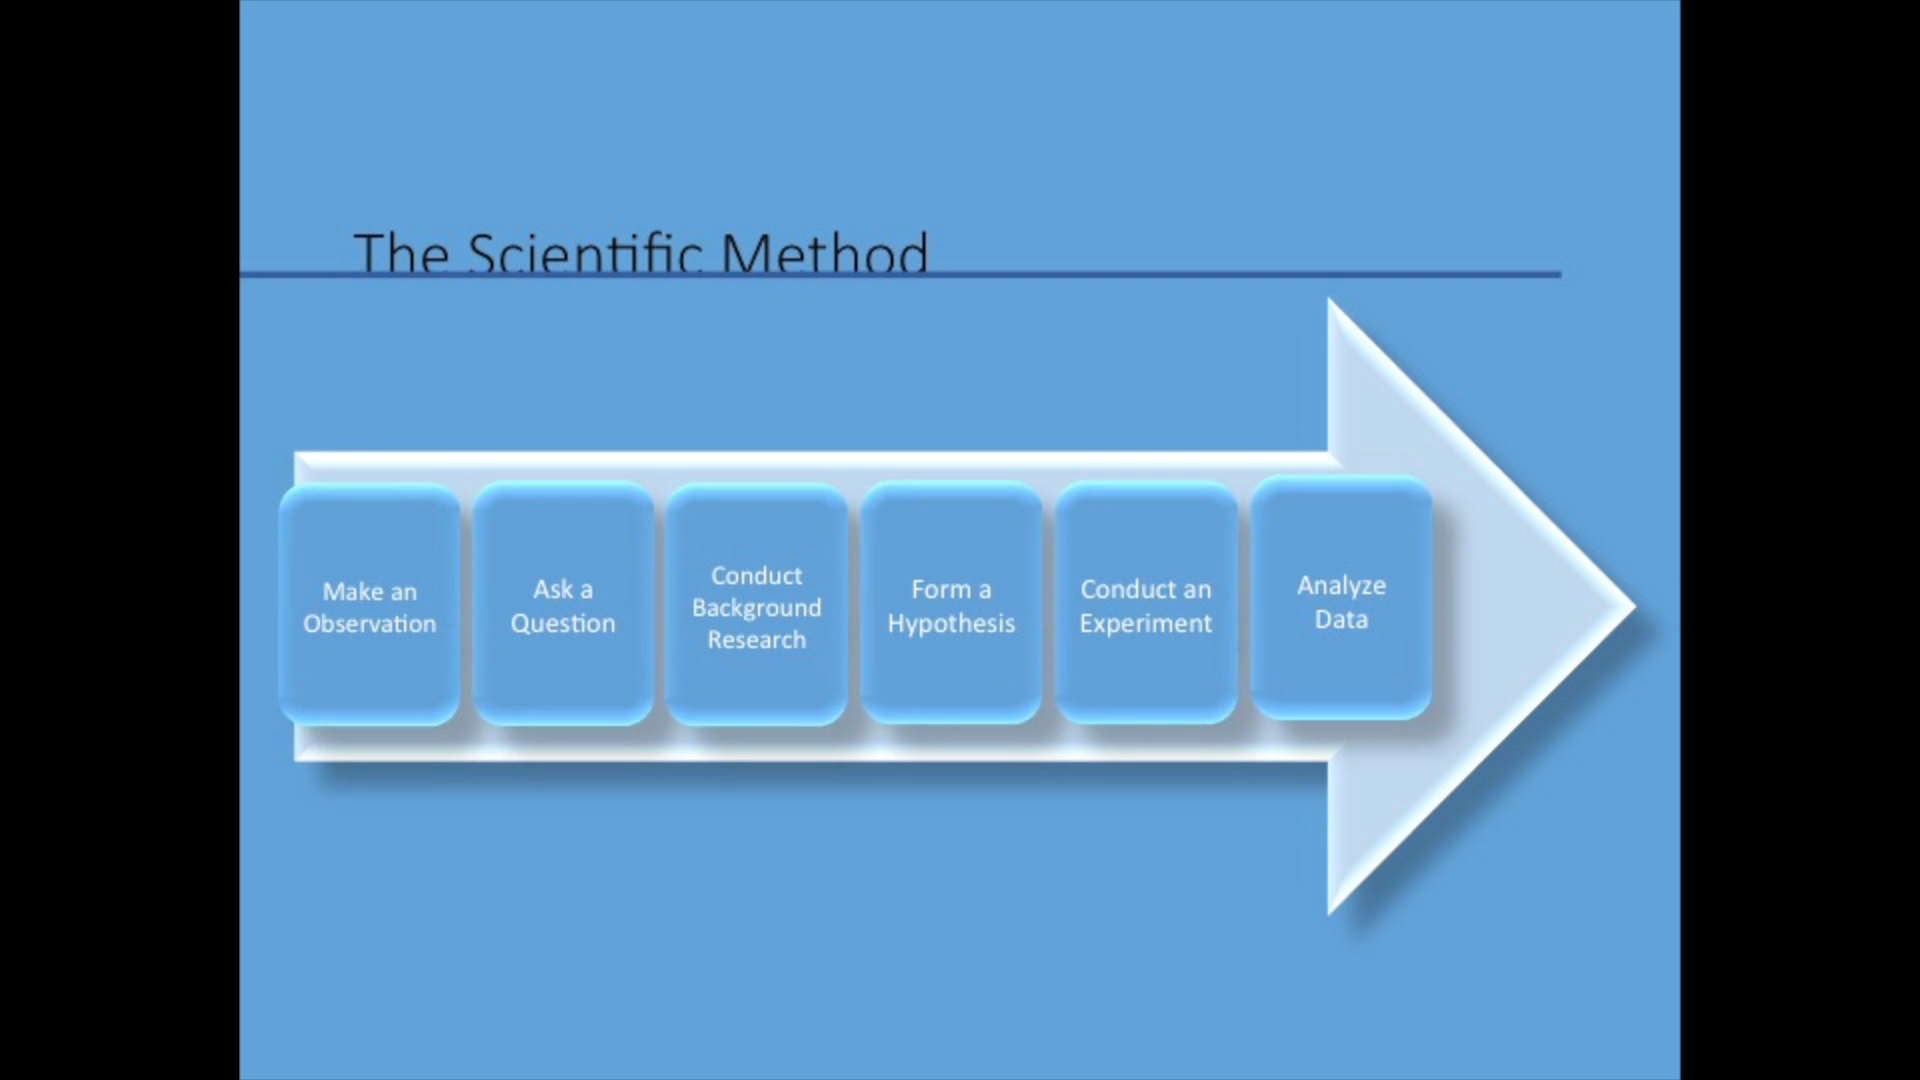 The Scientific Method
Make an
Observation
Ask a
Question
Conduct
Background
Research
Form a
Hypothesis
Conduct an
Experiment
Analyze
Data